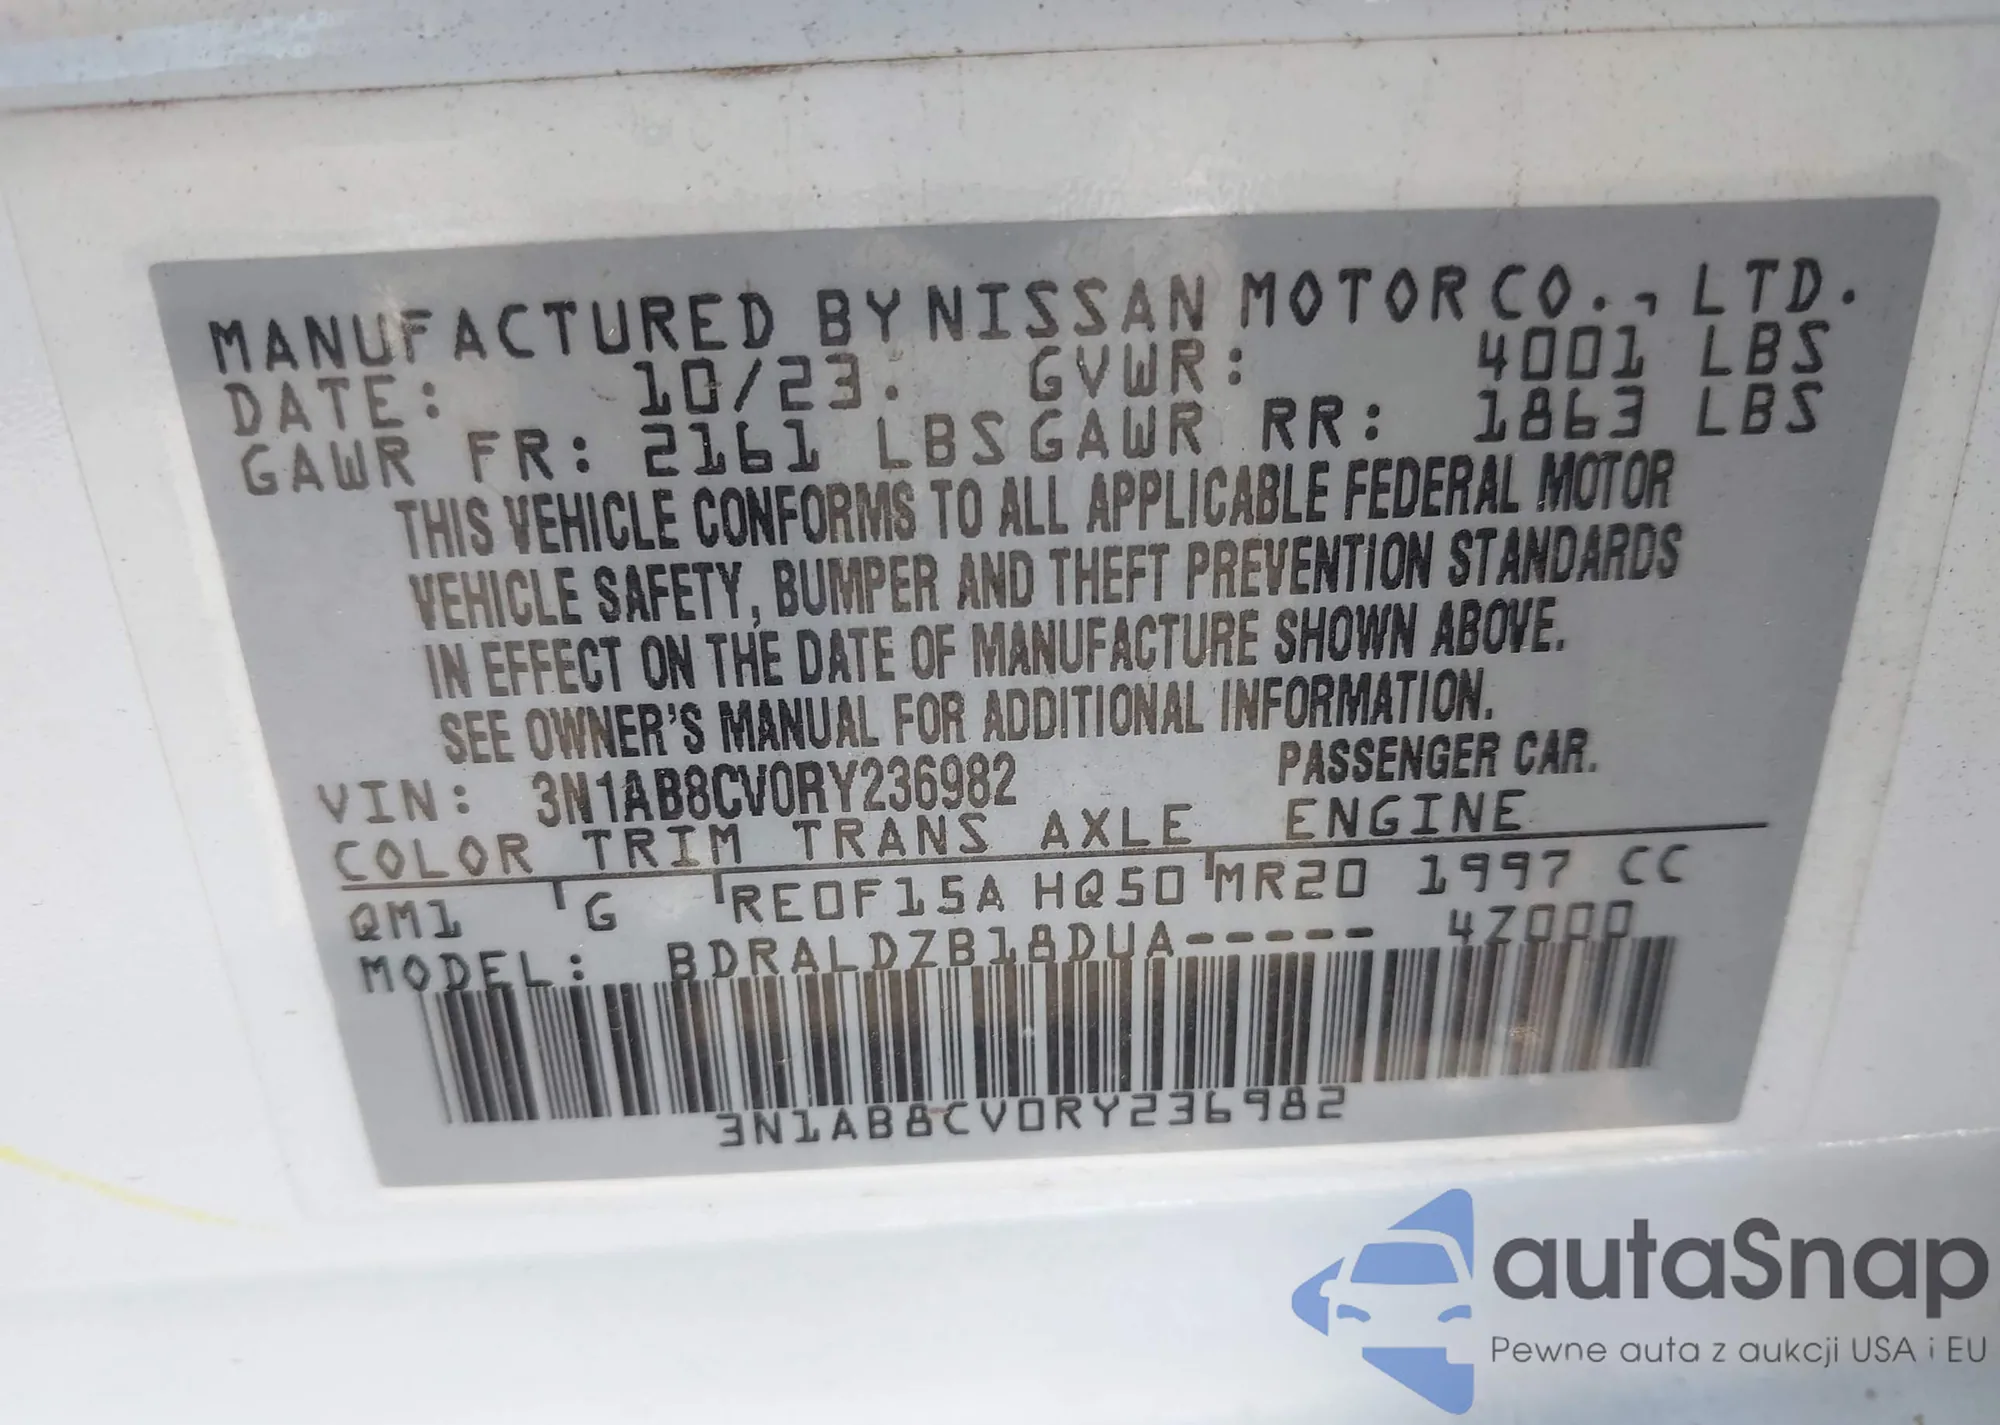 MANUFACTURED BY NISSAN MOTOR CO., LTD.
DATE: 10/23. GVWR: 4001 LBS
GAWR FR: 2161 LBS GAWR RR: 1863 LBS
THIS VEHICLE CONFORMS TO ALL APPLICABLE FEDERAL MOTOR
VEHICLE SAFETY, BUMPER AND THEFT PREVENTION STANDARDS
IN EFFECT ON THE DATE OF MANUFACTURE SHOWN ABOVE.
SEE OWNER'S MANUAL FOR ADDITIONAL INFORMATION.
VIN: 3N1AB8CV0RY236982 PASSENGER CAR.
COLOR TRIM TRANS AXLE ENGINE
QM1 G RE0F15A HQ50 MR20 1997 CC
MODEL: BDRALDZB18DUA----- 4Z000
3N1AB8CV0RY236982
autaSnap
Pewne auta z aukcji USA i EU